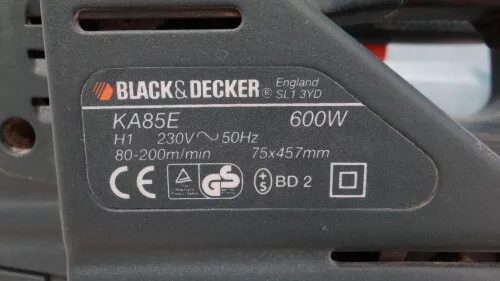 BLACK&DECKER® England
SL1 3YD
KA85E 600W
H1 230V~50Hz
80-200m/min 75x457mm
CE GS +S BD 2